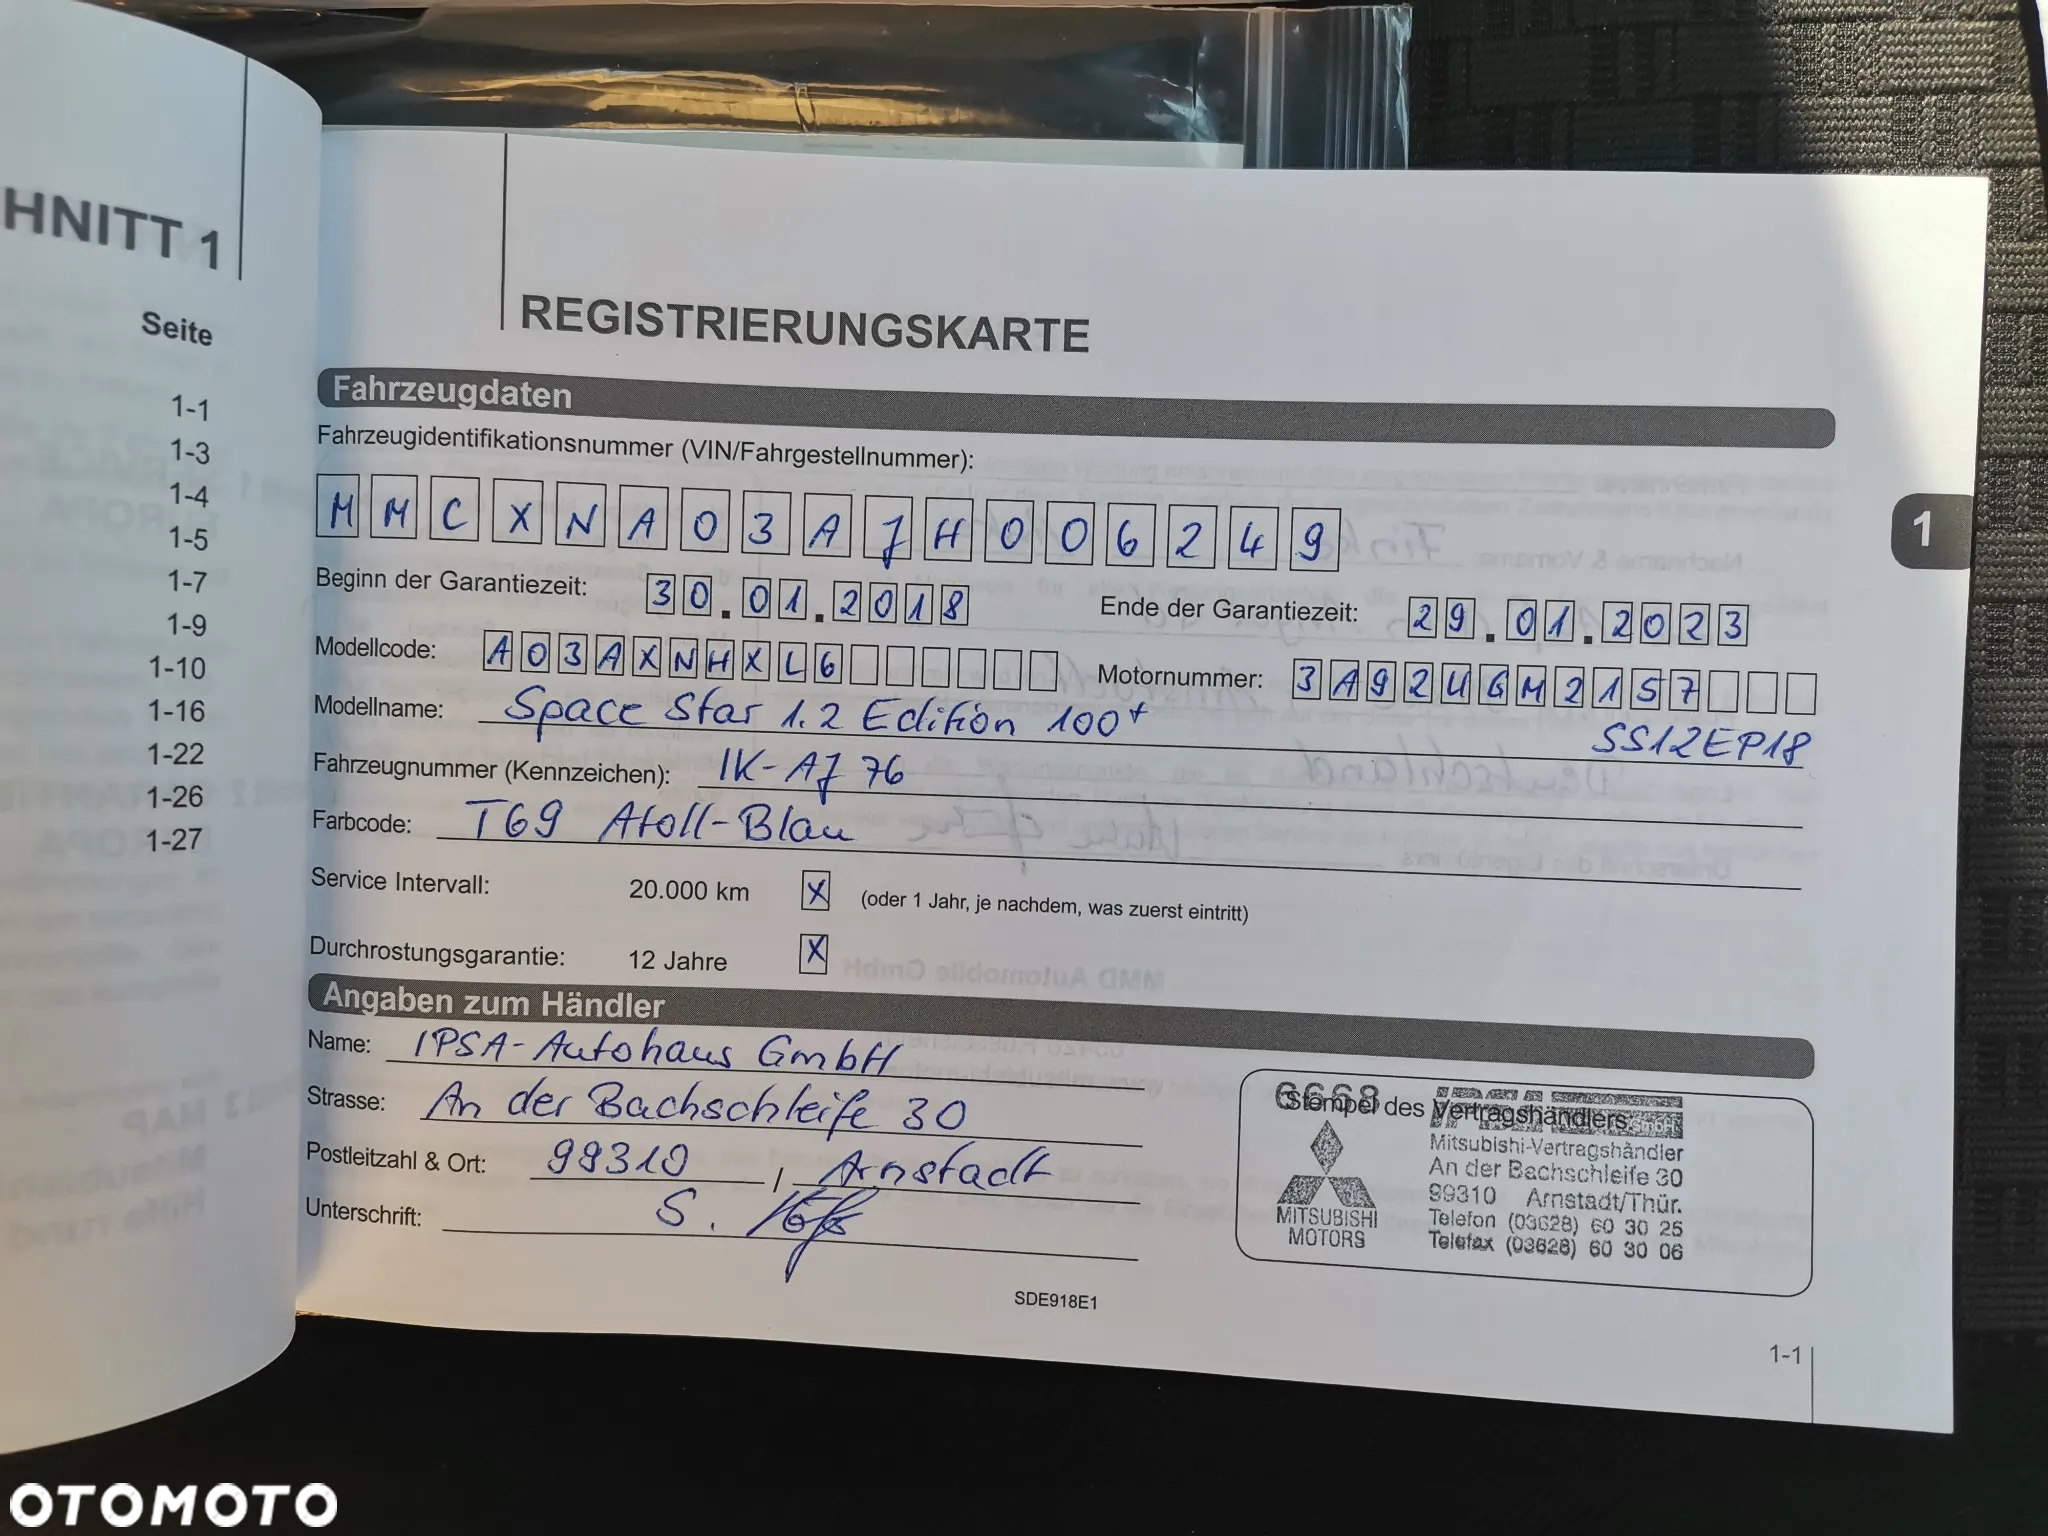 HNITT 1
Seite
1-1
1-3
1-4
1-5
1-7
1-9
1-10
1-16
1-22
1-26
1-27
REGISTRIERUNGSKARTE
Fahrzeugdaten
Fahrzeugidentifikationsnummer (VIN/Fahrgestellnummer):
MMCXNA03A7H006249
Beginn der Garantiezeit: 30.01.2018 Ende der Garantiezeit: 29.01.2023
Modellcode: A03AXNHXL6 Motornummer: 3A92UGM2157
Modellname: Space Star 1.2 Edition 100+ SS12EP18
Fahrzeugnummer (Kennzeichen): IK-AJ 76
Farbcode: T69 Atoll-Blau
Service Intervall: 20.000 km X (oder 1 Jahr, je nachdem, was zuerst eintritt)
Durchrostungsgarantie: 12 Jahre X
Angaben zum Händler
Name: IPSA-Autohaus GmbH
Strasse: An der Bachschleife 30
Postleitzahl & Ort: 99310 / Arnstadt
Unterschrift: S.
6668
Stempel des Vertragshändlers:
GmbH
Mitsubishi-Vertragshändler
An der Bachschleife 30
99310 Arnstadt/Thür.
Telefon (03628) 60 30 25
Telefax (03628) 60 30 06
MITSUBISHI
MOTORS
SDE918E1
1-1
1
OTOMOTO